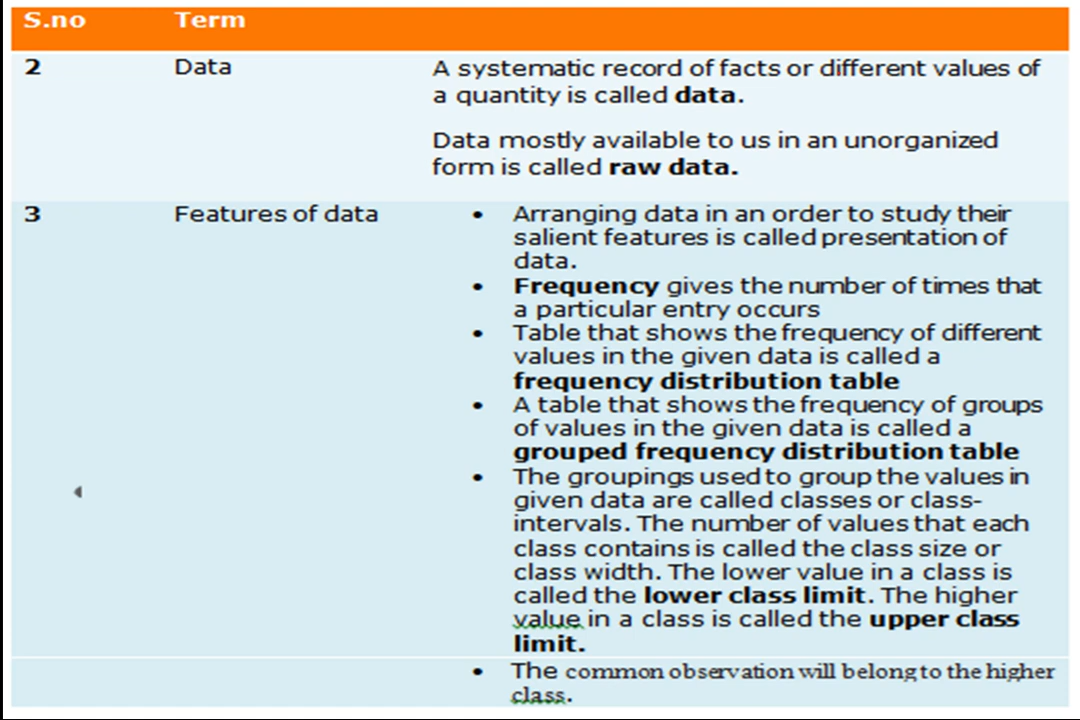 S.no Term
2 Data A systematic record of facts or different values of
a quantity is called data.
Data mostly available to us in an unorganized
form is called raw data.
3 Features of data • Arranging data in an order to study their
salient features is called presentation of
data.
• Frequency gives the number of times that
a particular entry occurs
• Table that shows the frequency of different
values in the given data is called a
frequency distribution table
• A table that shows the frequency of groups
of values in the given data is called a
grouped frequency distribution table
• The groupings used to group the values in
given data are called classes or class-
intervals. The number of values that each
class contains is called the class size or
class width. The lower value in a class is
called the lower class limit. The higher
value in a class is called the upper class
limit.
• The common observation will belong to the higher
class.